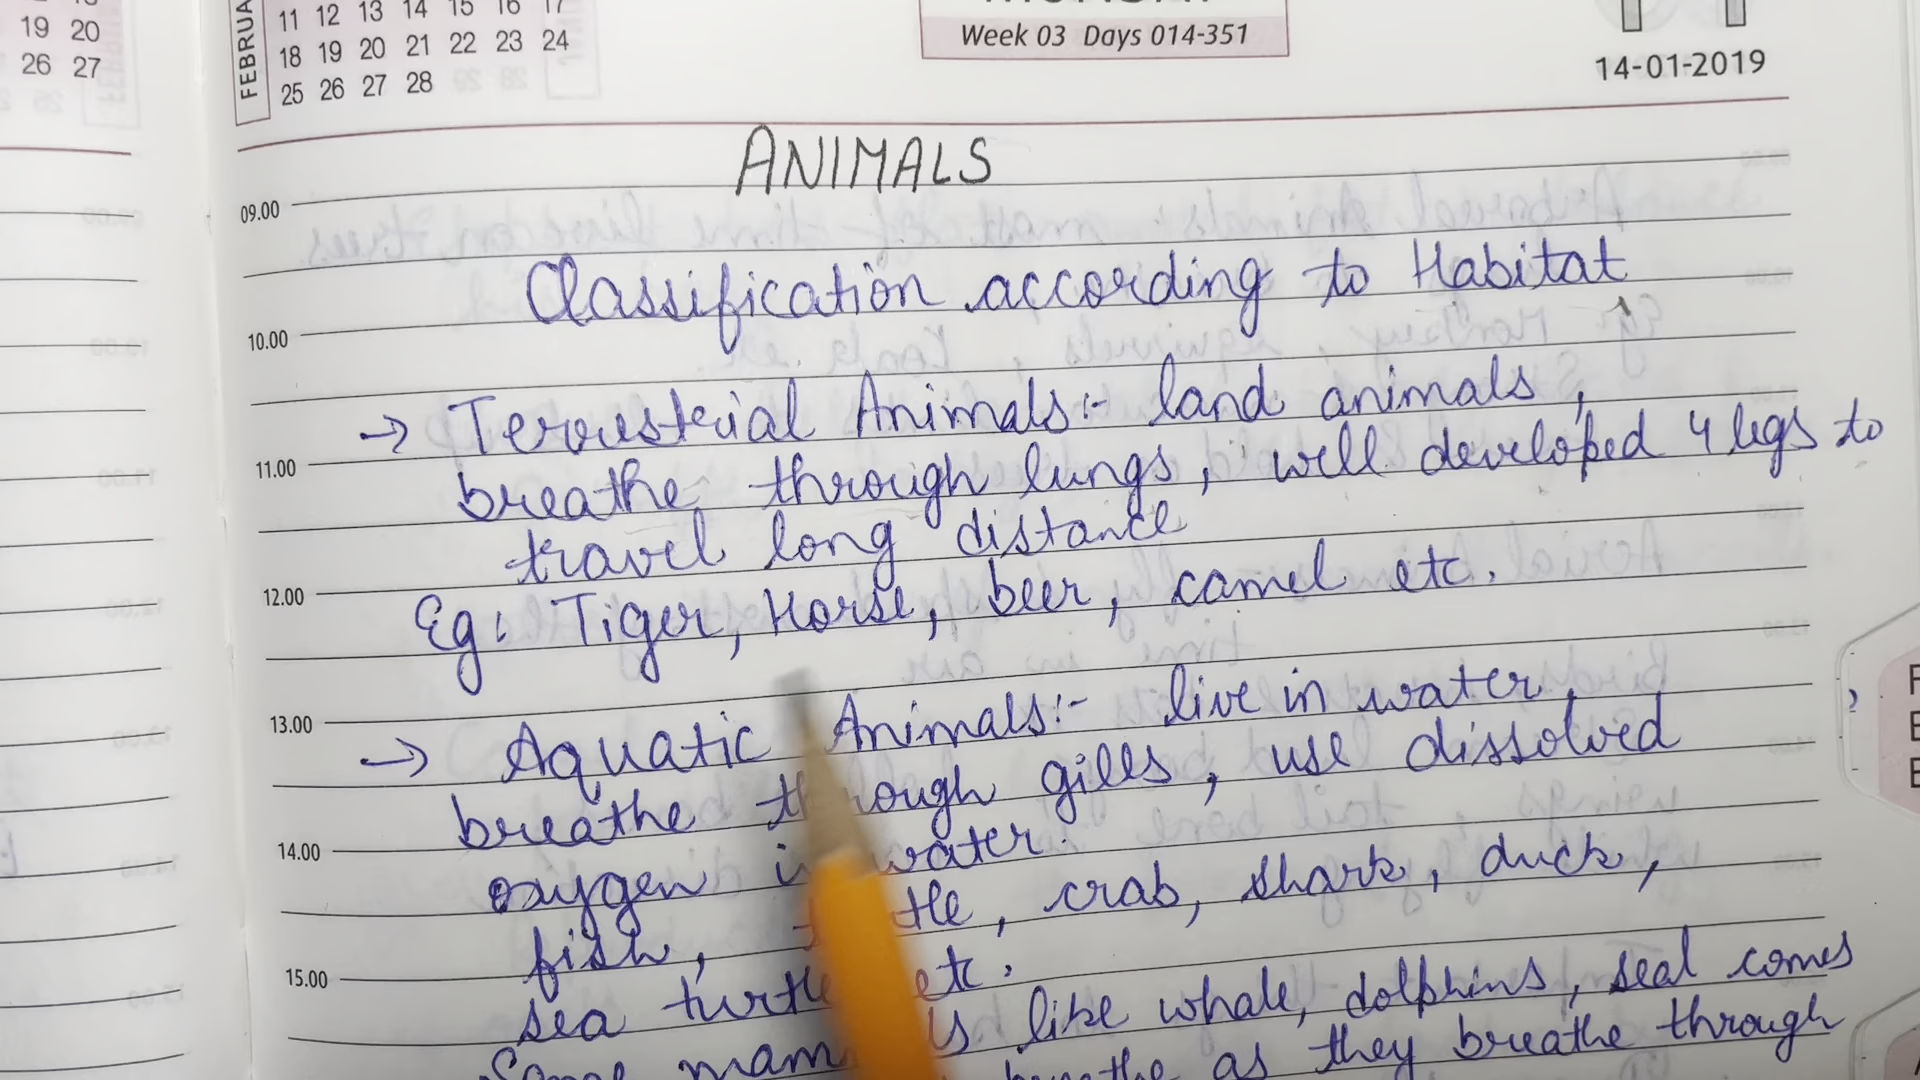 19 20
26 27
FEBRUA
11 12 13 14 15 16 17
18 19 20 21 22 23 24
25 26 27 28
Week 03 Days 014-351
14-01-2019
ANIMALS
09.00
Classification according to Habitat
10.00
→ Terrusterial Animals:- land animals,
11.00
breathe through lungs, well developed 4 legs to
travel long distance
12.00
Eg: Tiger, Horse, beer, camel etc.
13.00
→ Aquatic Animals:- live in water,
breathe through gills, use dissolved
14.00
oxygen in water.
fish, crab, shark, duck,
15.00
sea turtle etc.
Some like whale, dolphins, seal comes
breathe as they breathe through